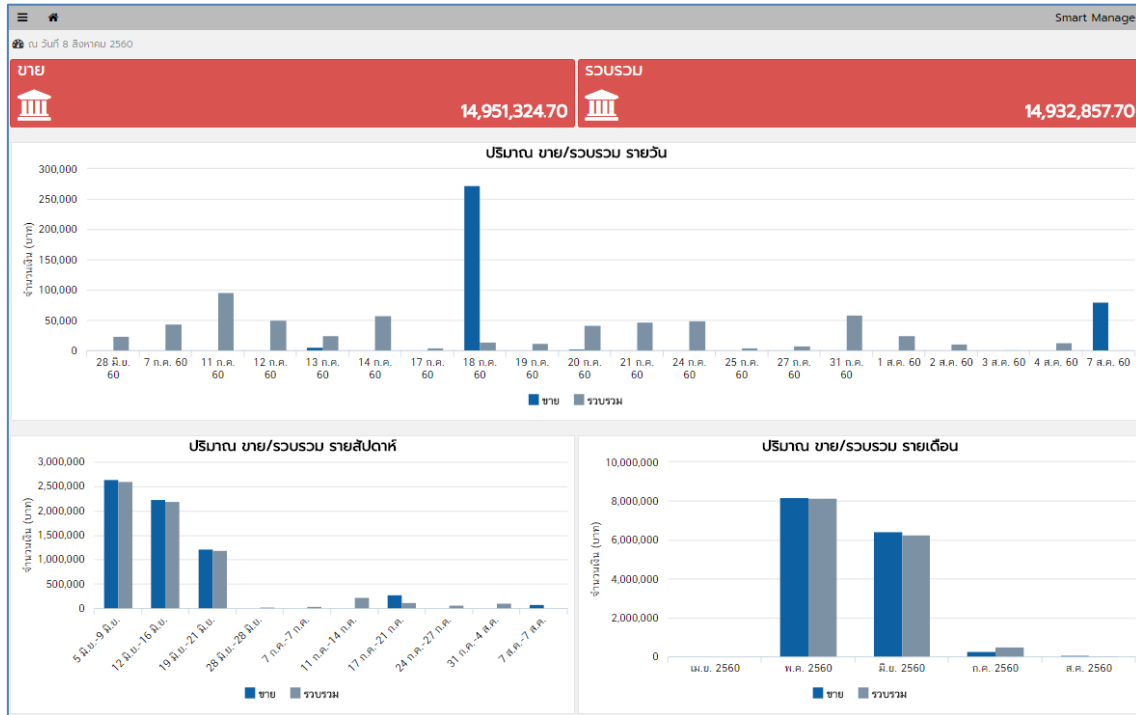 Smart Manage
ณ วันที่ 8 สิงหาคม 2560
ขาย
14,951,324.70
รวบรวม
14,932,857.70
ปริมาณ ขาย/รวบรวม รายวัน
จำนวนเงิน (บาท)
300,000
250,000
200,000
150,000
100,000
50,000
0
28 มิ.ย. 60
7 ก.ค. 60
11 ก.ค. 60
12 ก.ค. 60
13 ก.ค. 60
14 ก.ค. 60
17 ก.ค. 60
18 ก.ค. 60
19 ก.ค. 60
20 ก.ค. 60
21 ก.ค. 60
24 ก.ค. 60
25 ก.ค. 60
27 ก.ค. 60
31 ก.ค. 60
1 ส.ค. 60
2 ส.ค. 60
3 ส.ค. 60
4 ส.ค. 60
7 ส.ค. 60
ขาย รวบรวม
ปริมาณ ขาย/รวบรวม รายสัปดาห์
จำนวนเงิน (บาท)
3,000,000
2,500,000
2,000,000
1,500,000
1,000,000
500,000
0
5 มิ.ย.-9 มิ.ย.
12 มิ.ย.-16 มิ.ย.
19 มิ.ย.-21 มิ.ย.
28 มิ.ย.-28 มิ.ย.
7 ก.ค.-7 ก.ค.
11 ก.ค.-14 ก.ค.
17 ก.ค.-21 ก.ค.
24 ก.ค.-27 ก.ค.
31 ก.ค.-4 ส.ค.
7 ส.ค.-7 ส.ค.
ขาย รวบรวม
ปริมาณ ขาย/รวบรวม รายเดือน
จำนวนเงิน (บาท)
10,000,000
8,000,000
6,000,000
4,000,000
2,000,000
0
เม.ย. 2560
พ.ค. 2560
มิ.ย. 2560
ก.ค. 2560
ส.ค. 2560
ขาย รวบรวม